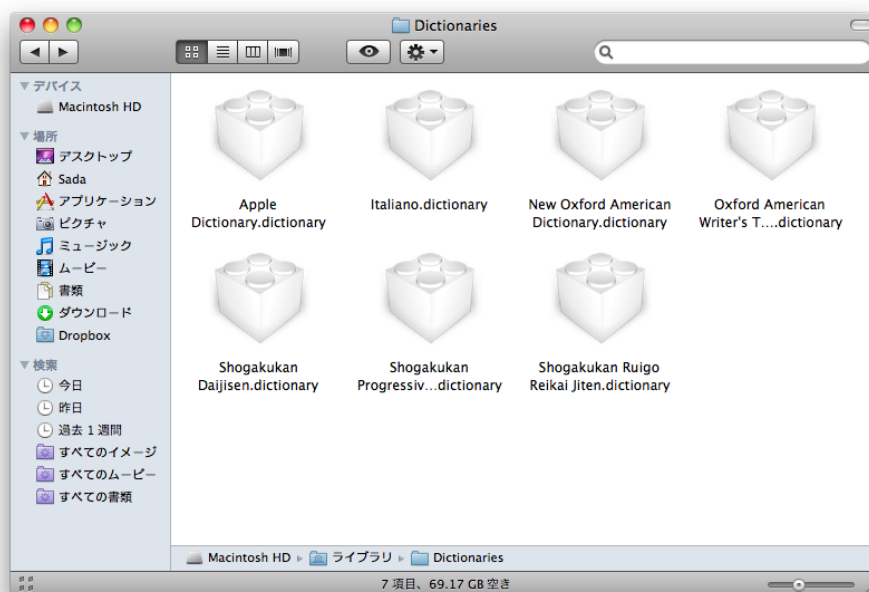 Dictionaries
デバイス
Macintosh HD
場所
デスクトップ
Sada
アプリケーション
ピクチャ
ミュージック
ムービー
書類
ダウンロード
Dropbox
検索
今日
昨日
過去 1 週間
すべてのイメージ
すべてのムービー
すべての書類
Apple
Dictionary.dictionary
Italiano.dictionary
New Oxford American
Dictionary.dictionary
Oxford American
Writer's T....dictionary
Shogakukan
Daijisen.dictionary
Shogakukan
Progressiv...dictionary
Shogakukan Ruigo
Reikai Jiten.dictionary
Macintosh HD ▸ ライブラリ ▸ Dictionaries
7 項目、69.17 GB 空き